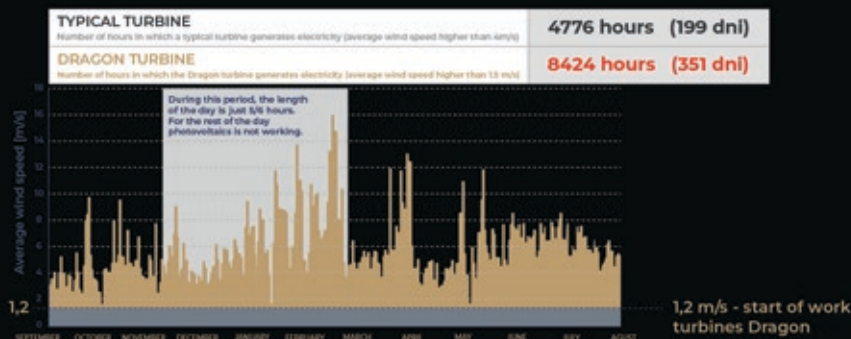 TYPICAL TURBINE
Number of hours in which a typical turbine generates electricity (average wind speed higher than 4m/s)
4776 hours (199 dni)
DRAGON TURBINE
Number of hours in which the Dragon turbine generates electricity (average wind speed higher than 1.5 m/s)
8424 hours (351 dni)
During this period, the length
of the day is just 5/6 hours.
For the rest of the day
photovoltaics is not working.
Average wind speed [m/s]
18
16
14
12
10
8
6
4
2
0
1,2
1,2 m/s - start of work
turbines Dragon
SEPTEMBER OCTOBER NOVEMBER DECEMBER JANUARY FEBRUARY MARCH APRIL MAY JUNE JULY AGUST